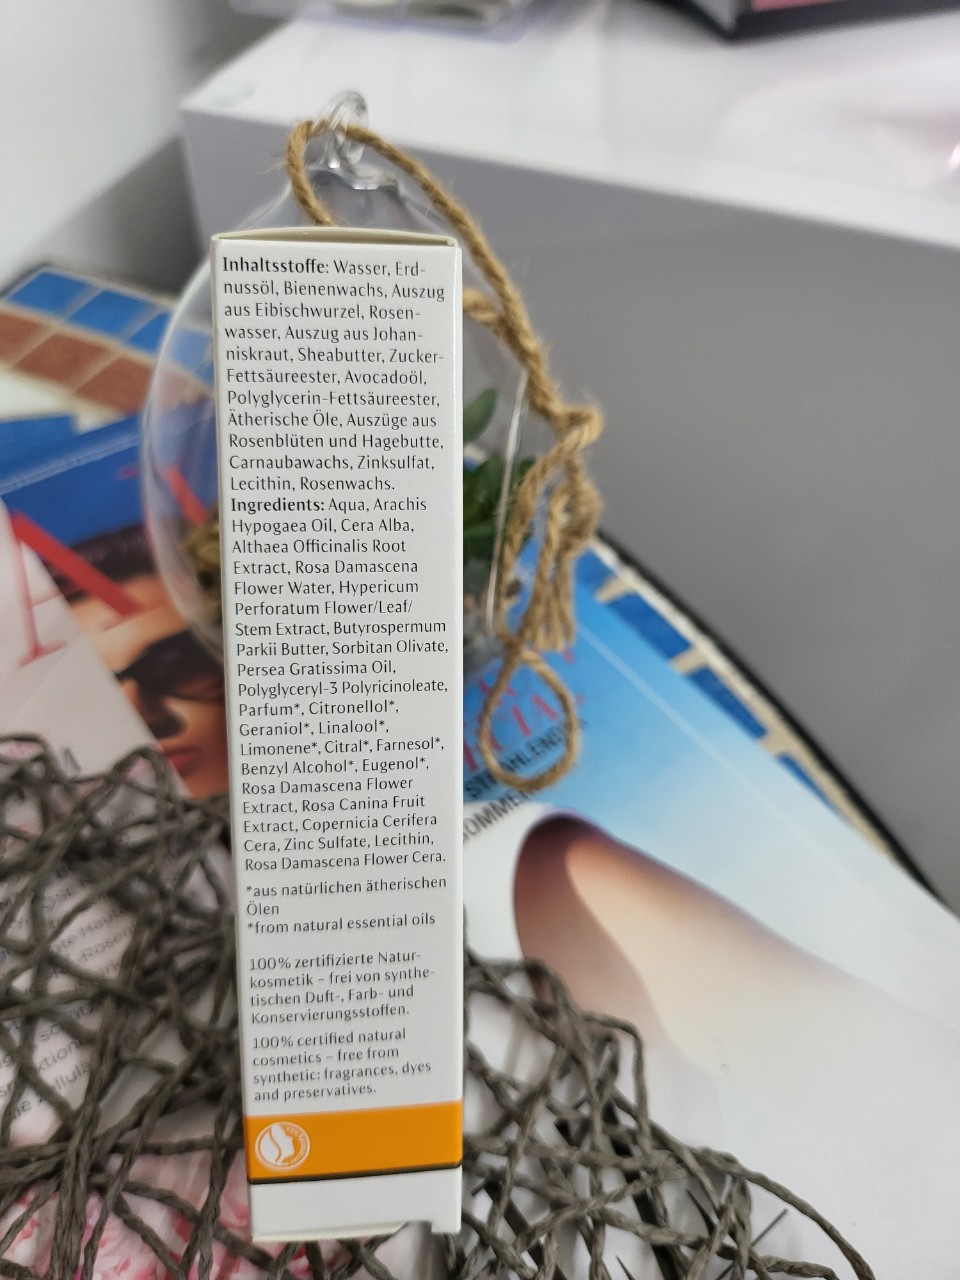 Inhaltsstoffe: Wasser, Erd-
nussöl, Bienenwachs, Auszug
aus Eibischwurzel, Rosen-
wasser, Auszug aus Johan-
niskraut, Sheabutter, Zucker-
Fettsäureester, Avocadoöl,
Polyglycerin-Fettsäureester,
Ätherische Öle, Auszüge aus
Rosenblüten und Hagebutte,
Carnaubawachs, Zinksulfat,
Lecithin, Rosenwachs.
Ingredients: Aqua, Arachis
Hypogaea Oil, Cera Alba,
Althaea Officinalis Root
Extract, Rosa Damascena
Flower Water, Hypericum
Perforatum Flower/Leaf/
Stem Extract, Butyrospermum
Parkii Butter, Sorbitan Olivate,
Persea Gratissima Oil,
Polyglyceryl-3 Polyricinoleate,
Parfum*, Citronellol*,
Geraniol*, Linalool*,
Limonene*, Citral*, Farnesol*,
Benzyl Alcohol*, Eugenol*,
Rosa Damascena Flower
Extract, Rosa Canina Fruit
Extract, Copernicia Cerifera
Cera, Zinc Sulfate, Lecithin,
Rosa Damascena Flower Cera.
*aus natürlichen ätherischen
Ölen
*from natural essential oils
100% zertifizierte Natur-
kosmetik – frei von synthe-
tischen Duft-, Farb- und
Konservierungsstoffen.
100% certified natural
cosmetics – free from
synthetic: fragrances, dyes
and preservatives.